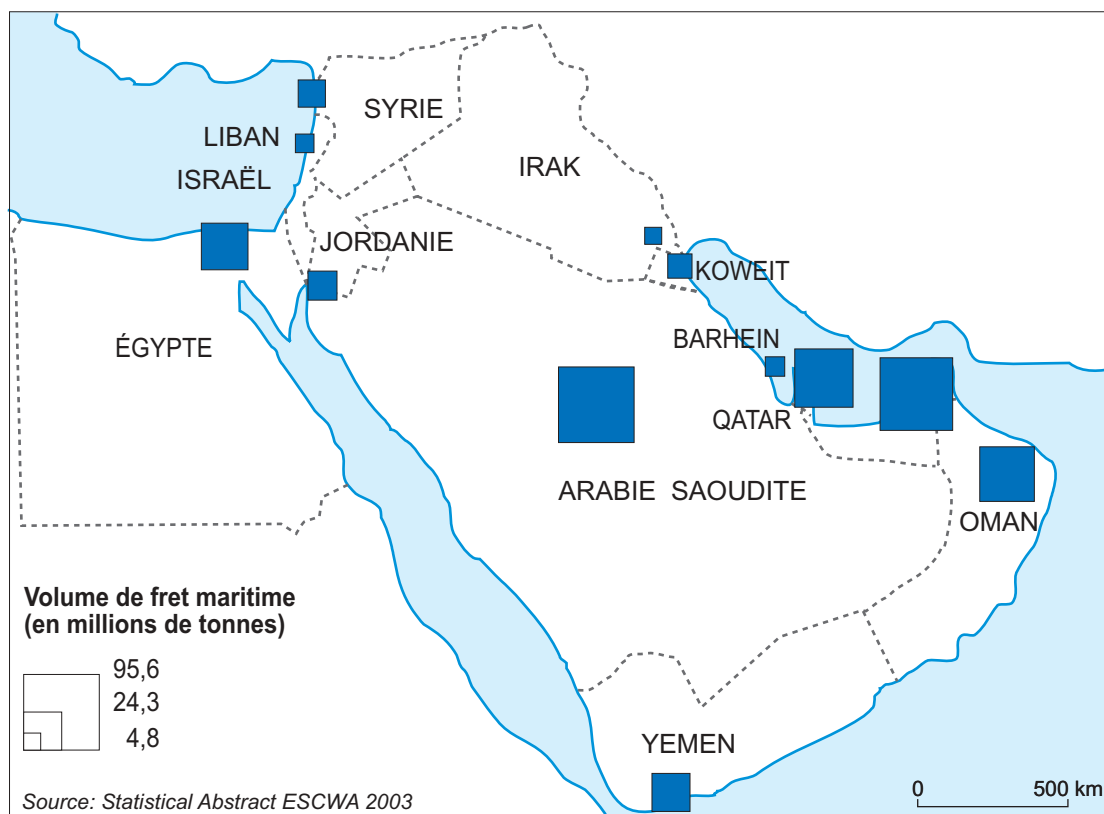 SYRIE
LIBAN
IRAK
ISRAËL
JORDANIE
KOWEIT
ÉGYPTE
BARHEIN
QATAR
ARABIE SAOUDITE
OMAN
Volume de fret maritime
(en millions de tonnes)
95,6
24,3
4,8
YEMEN
0 500 km
Source: Statistical Abstract ESCWA 2003